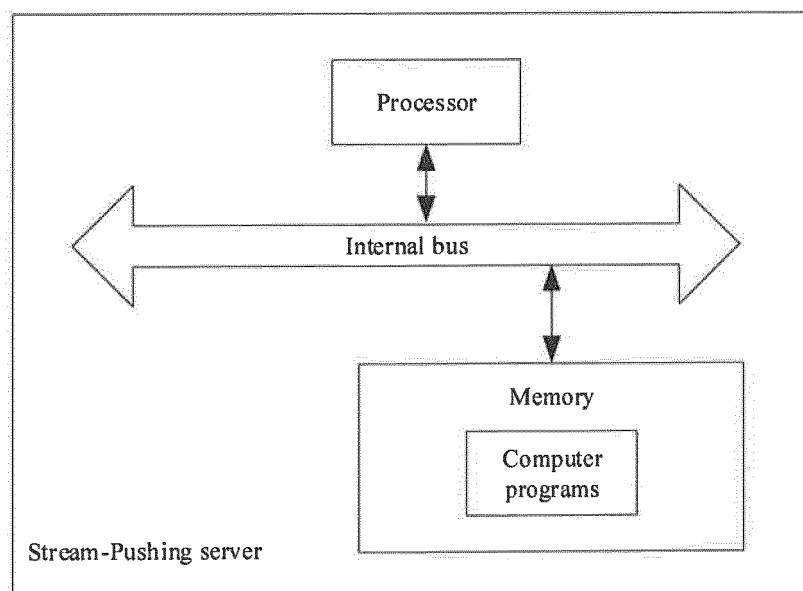 Processor
Internal bus
Memory
Computer
programs
Stream-Pushing server